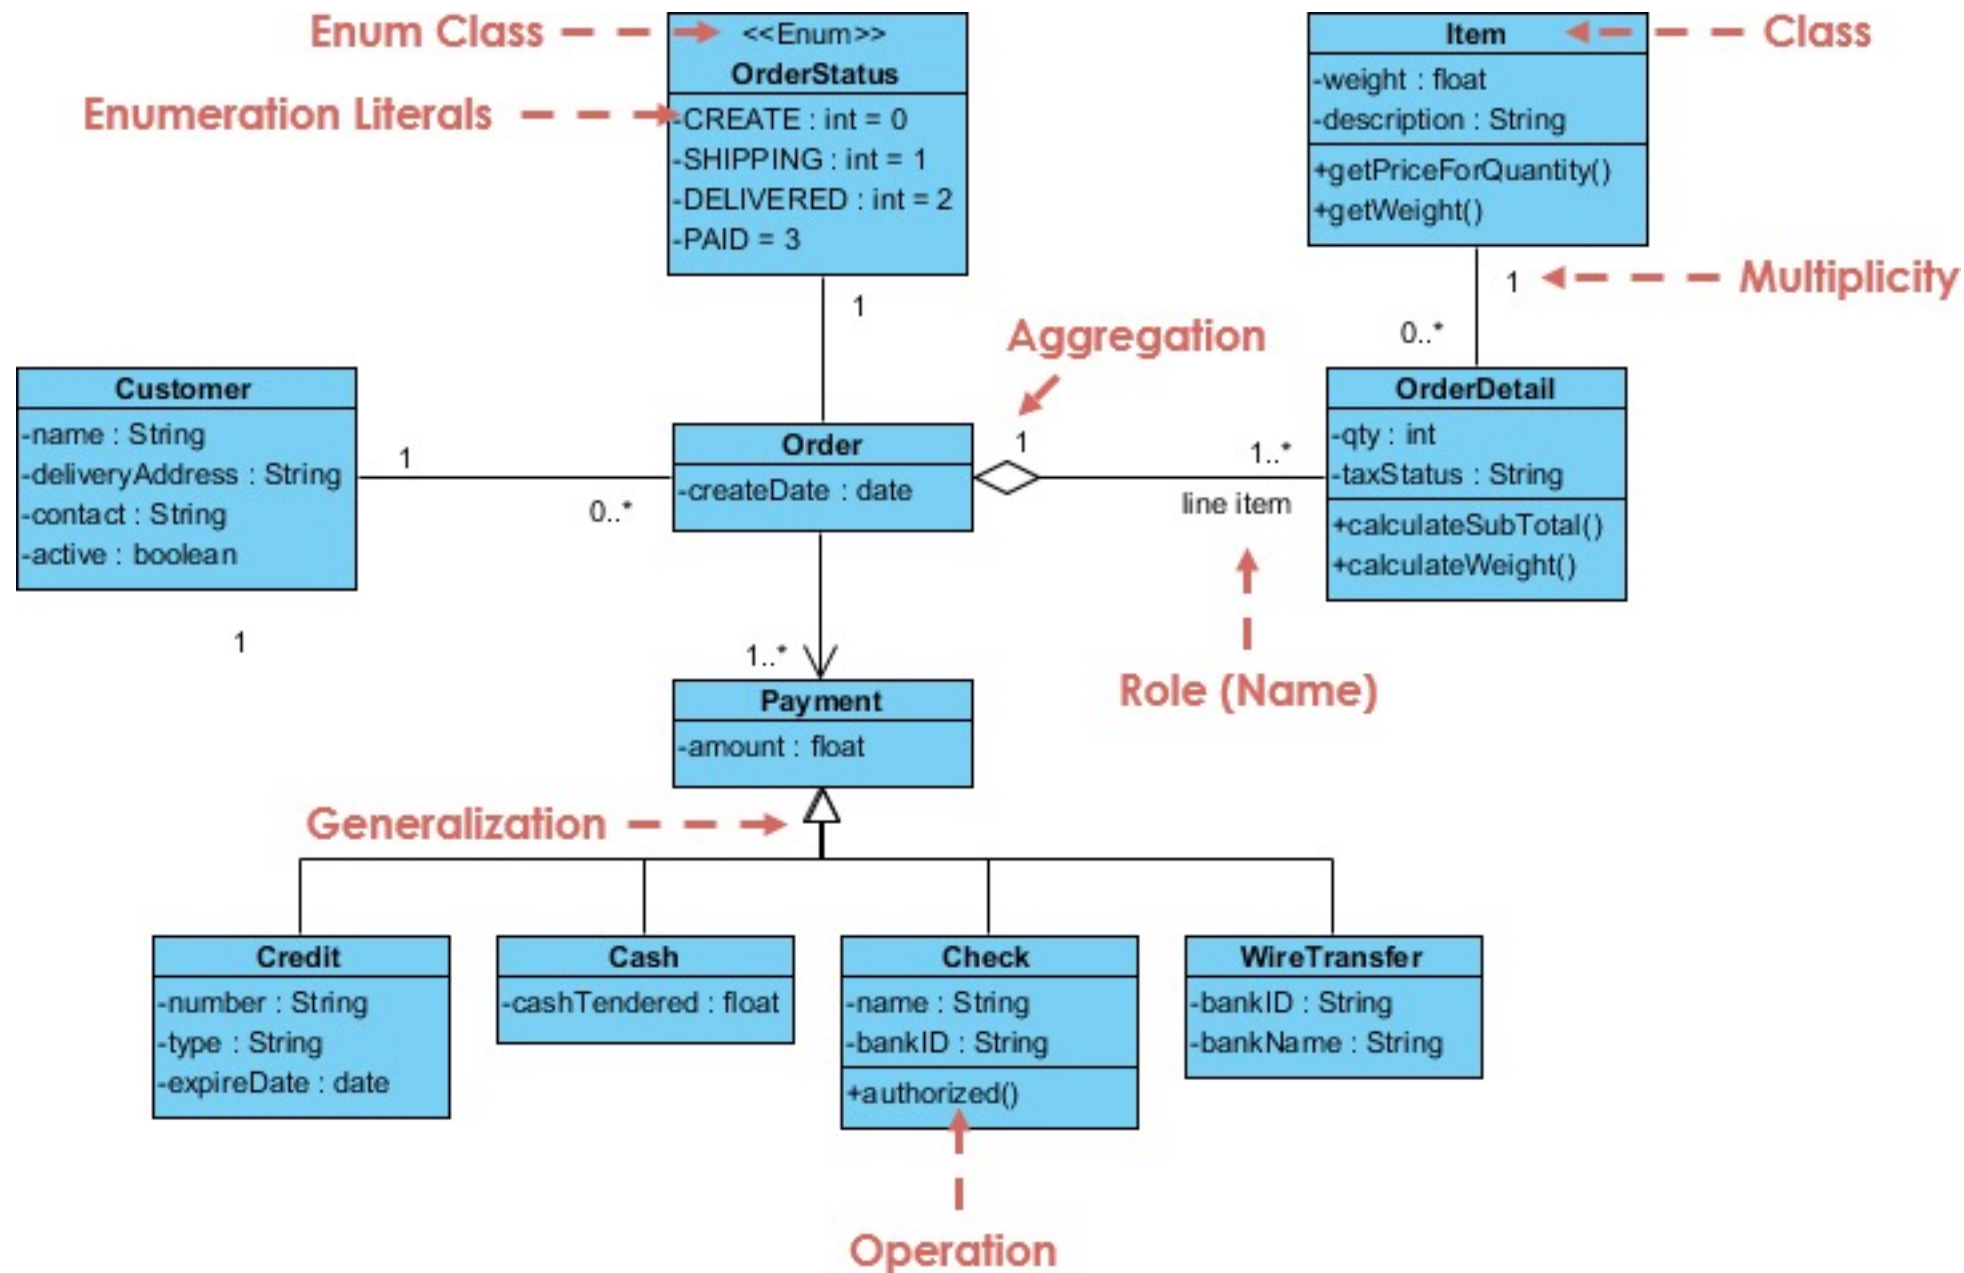 Enum Class
<<Enum>>
OrderStatus
Enumeration Literals
-CREATE : int = 0
-SHIPPING : int = 1
-DELIVERED : int = 2
-PAID = 3
Item
Class
-weight : float
-description : String
+getPriceForQuantity()
+getWeight()
1
Multiplicity
0..*
1
Aggregation
Customer
-name : String
-deliveryAddress : String
-contact : String
-active : boolean
1
0..*
Order
-createDate : date
1
1..*
line item
OrderDetail
-qty : int
-taxStatus : String
+calculateSubTotal()
+calculateWeight()
Role (Name)
1
1..*
Payment
-amount : float
Generalization
Credit
-number : String
-type : String
-expireDate : date
Cash
-cashTendered : float
Check
-name : String
-bankID : String
+authorized()
WireTransfer
-bankID : String
-bankName : String
Operation